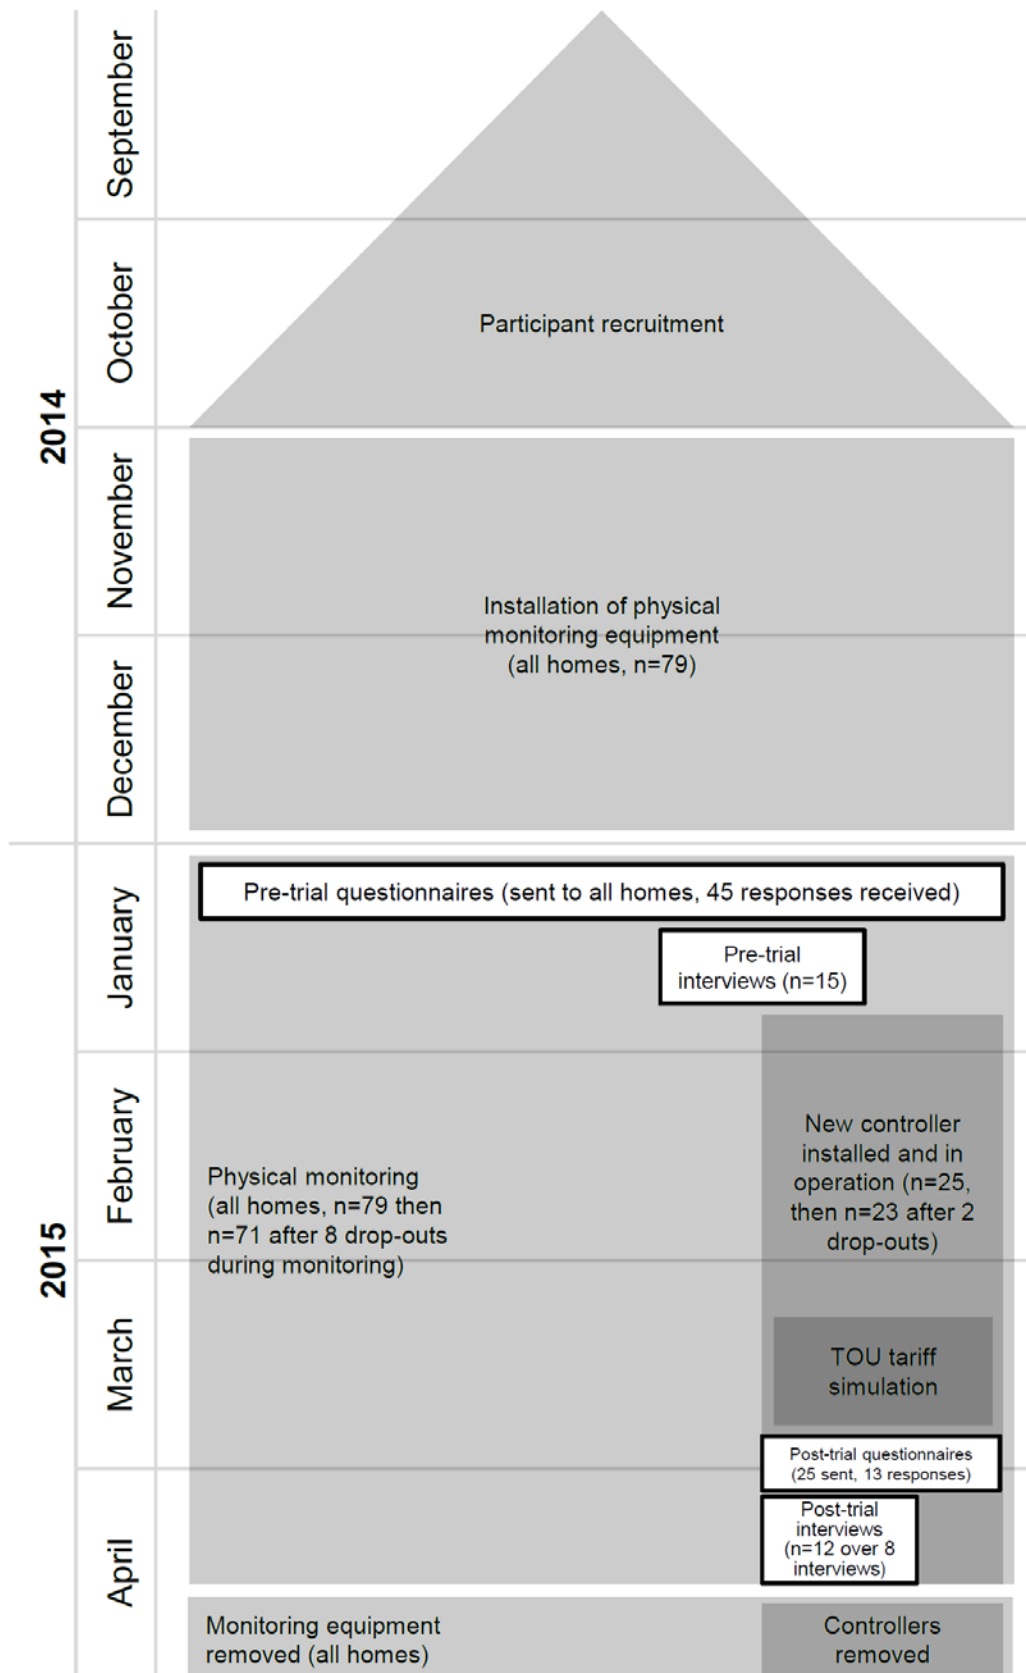 2014
September
October
November
December
Participant recruitment
Installation of physical
monitoring equipment
(all homes, n=79)
2015
January
February
March
April
Pre-trial questionnaires (sent to all homes, 45 responses received)
Pre-trial
interviews (n=15)
New controller
installed and in
operation (n=25,
then n=23 after 2
drop-outs)
Physical monitoring
(all homes, n=79 then
n=71 after 8 drop-outs
during monitoring)
TOU tariff
simulation
Post-trial questionnaires
(25 sent, 13 responses)
Post-trial
interviews
(n=12 over 8
interviews)
Monitoring equipment
removed (all homes)
Controllers
removed